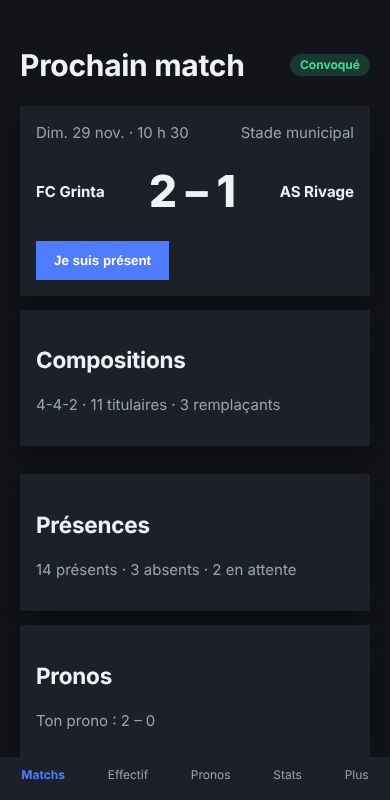 Prochain match
Convoqué
Dim. 29 nov. · 10 h 30
Stade municipal
FC Grinta
2 – 1
AS Rivage
Je suis présent
Compositions
4-4-2 · 11 titulaires · 3 remplaçants
Présences
14 présents · 3 absents · 2 en attente
Pronos
Ton prono : 2 – 0
Matchs
Effectif
Pronos
Stats
Plus